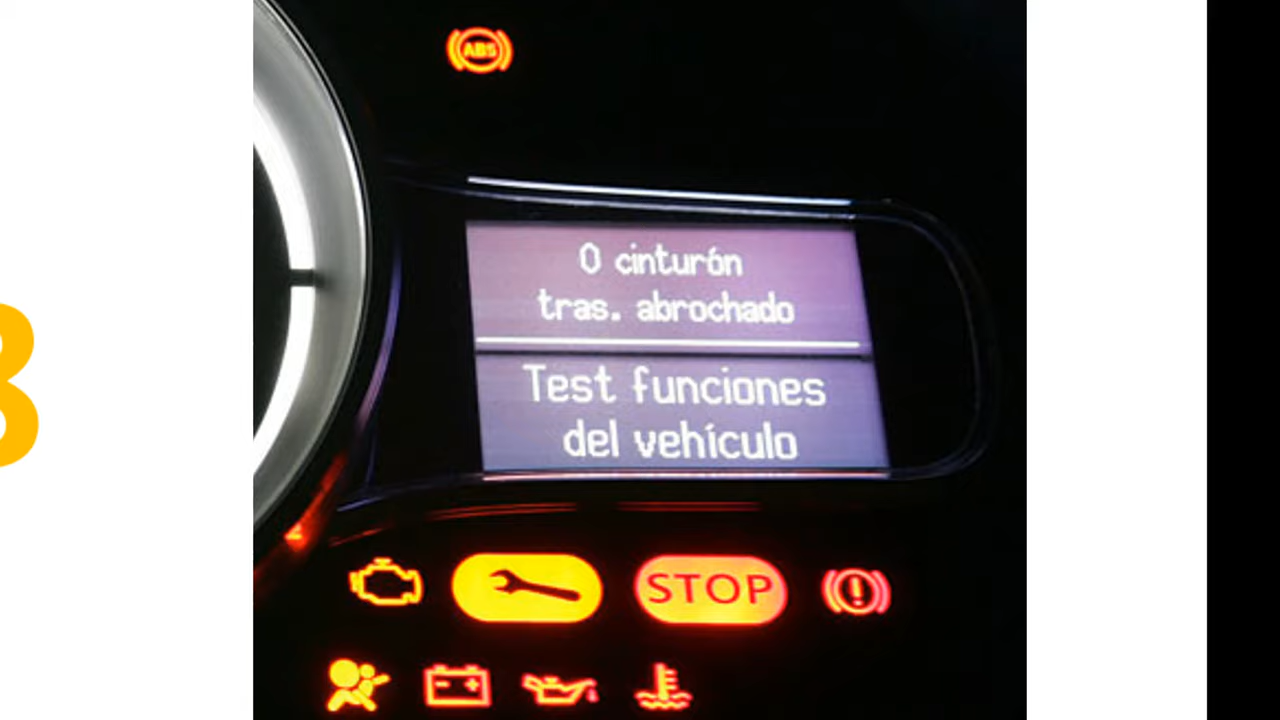 ABS
0 cinturón
tras. abrochado
Test funciones
del vehículo
STOP